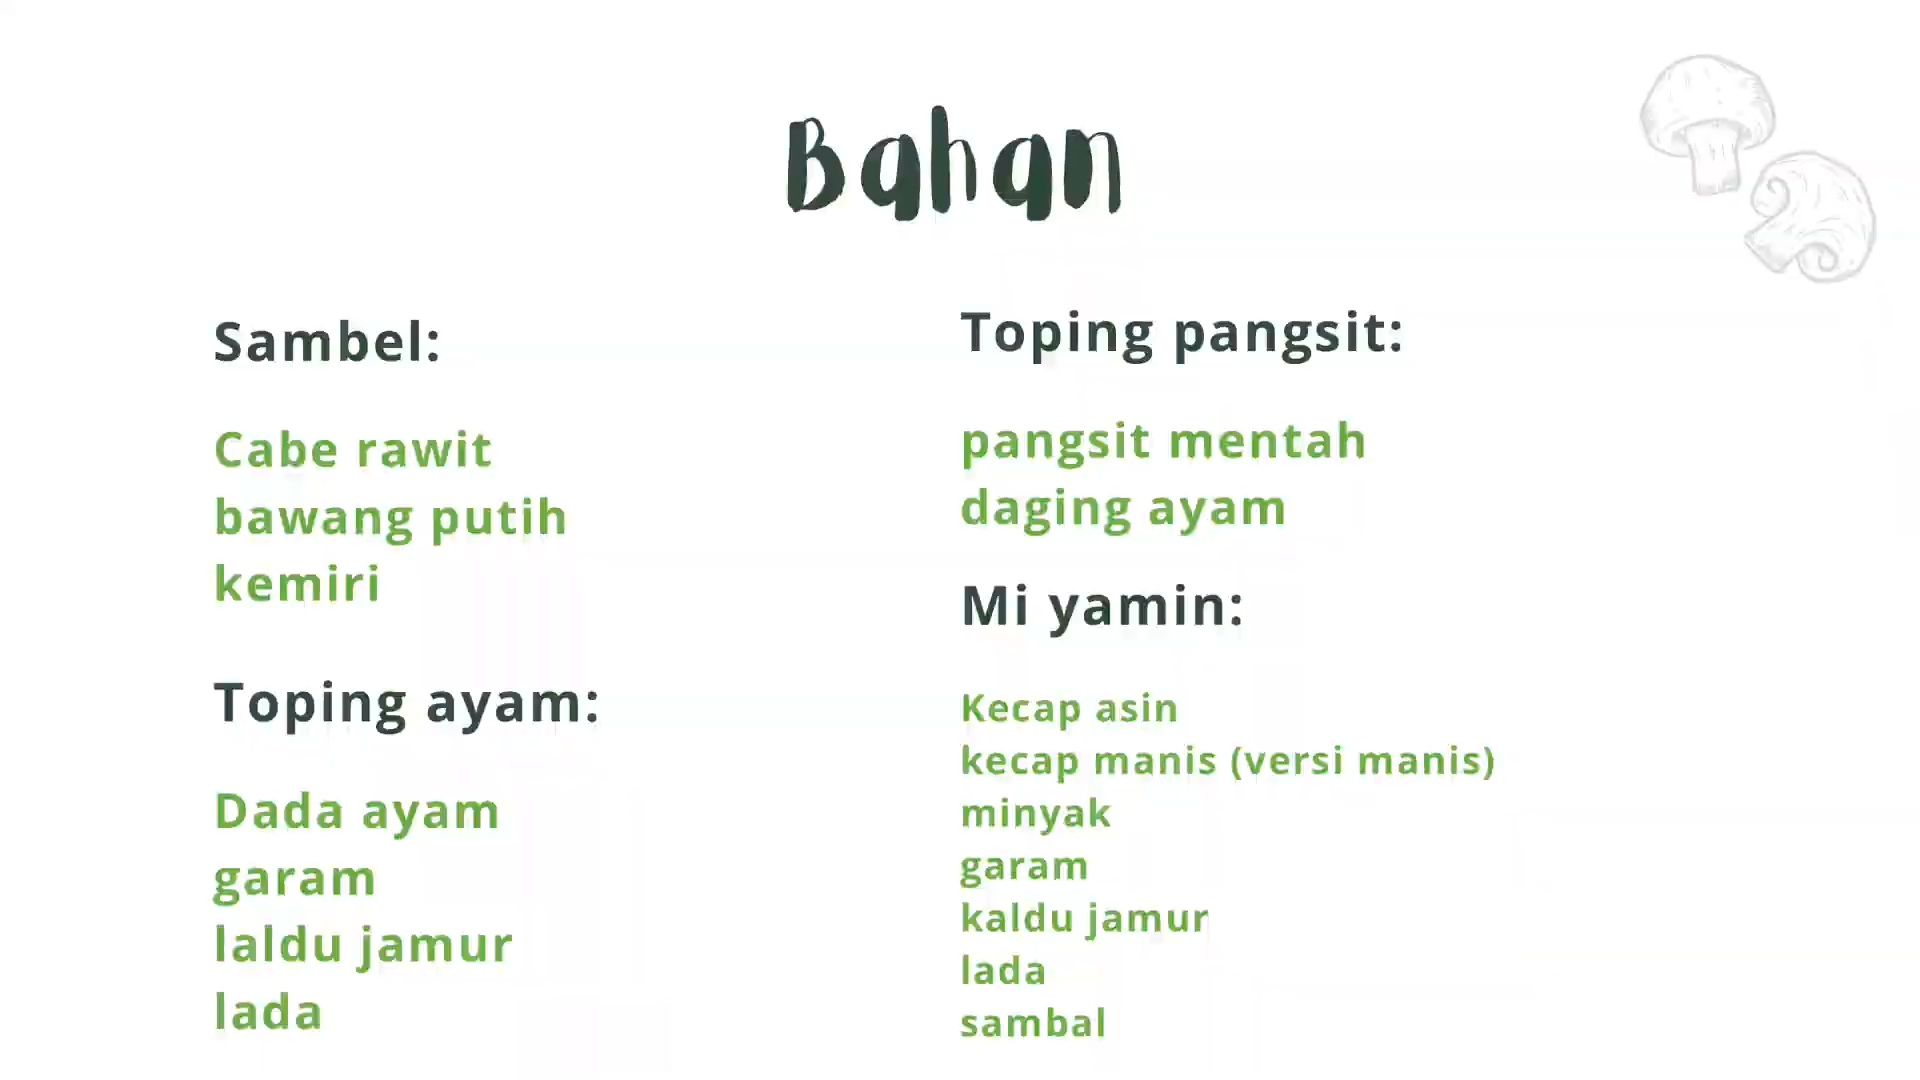 Bahan
Sambel:
Cabe rawit
bawang putih
kemiri
Toping ayam:
Dada ayam
garam
laldu jamur
lada
Toping pangsit:
pangsit mentah
daging ayam
Mi yamin:
Kecap asin
kecap manis (versi manis)
minyak
garam
kaldu jamur
lada
sambal